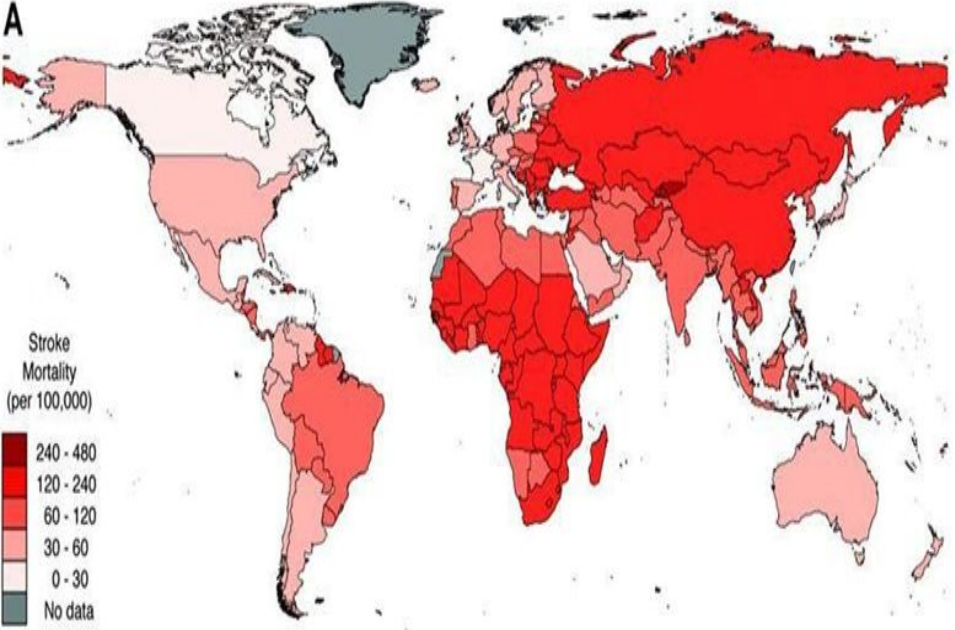 A
Stroke
Mortality
(per 100,000)
240 - 480
120 - 240
60 - 120
30 - 60
0 - 30
No data